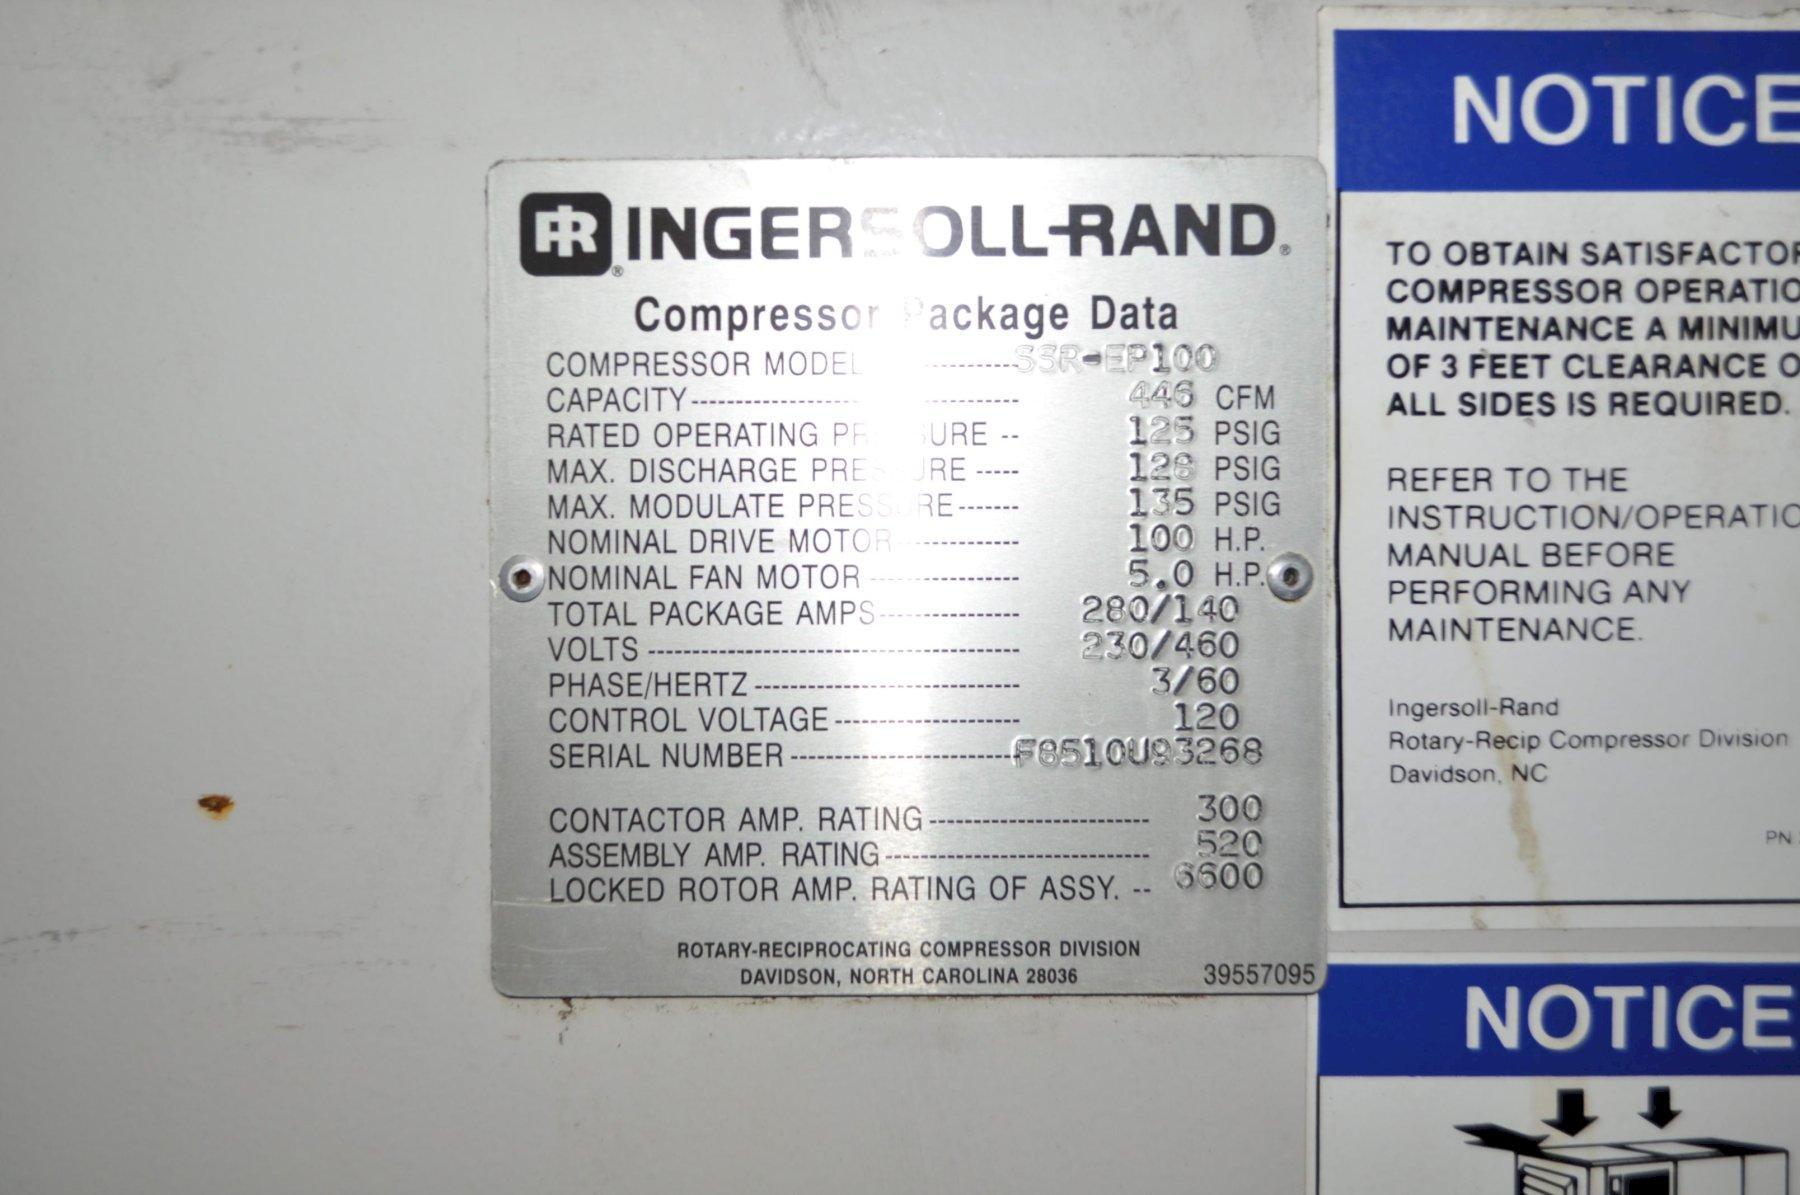 IR® INGERSOLL-RAND®
Compressor Package Data
COMPRESSOR MODEL ---------- SSR-EP100
CAPACITY ---------- 446 CFM
RATED OPERATING PRESSURE -- 125 PSIG
MAX. DISCHARGE PRESSURE ----- 128 PSIG
MAX. MODULATE PRESSURE ------- 135 PSIG
NOMINAL DRIVE MOTOR ---------- 100 H.P.
NOMINAL FAN MOTOR ---------- 5.0 H.P.
TOTAL PACKAGE AMPS ---------- 280/140
VOLTS ---------- 230/460
PHASE/HERTZ ---------- 3/60
CONTROL VOLTAGE ---------- 120
SERIAL NUMBER ---------- F8510U93268
CONTACTOR AMP. RATING ---------- 300
ASSEMBLY AMP. RATING ---------- 520
LOCKED ROTOR AMP. RATING OF ASSY. -- 6600
ROTARY-RECIPROCATING COMPRESSOR DIVISION
DAVIDSON, NORTH CAROLINA 28036
39557095
NOTICE
TO OBTAIN SATISFACTOR
COMPRESSOR OPERATIO
MAINTENANCE A MINIMU
OF 3 FEET CLEARANCE O
ALL SIDES IS REQUIRED.
REFER TO THE
INSTRUCTION/OPERATIO
MANUAL BEFORE
PERFORMING ANY
MAINTENANCE.
Ingersoll-Rand
Rotary-Recip Compressor Division
Davidson, NC
PN
NOTICE